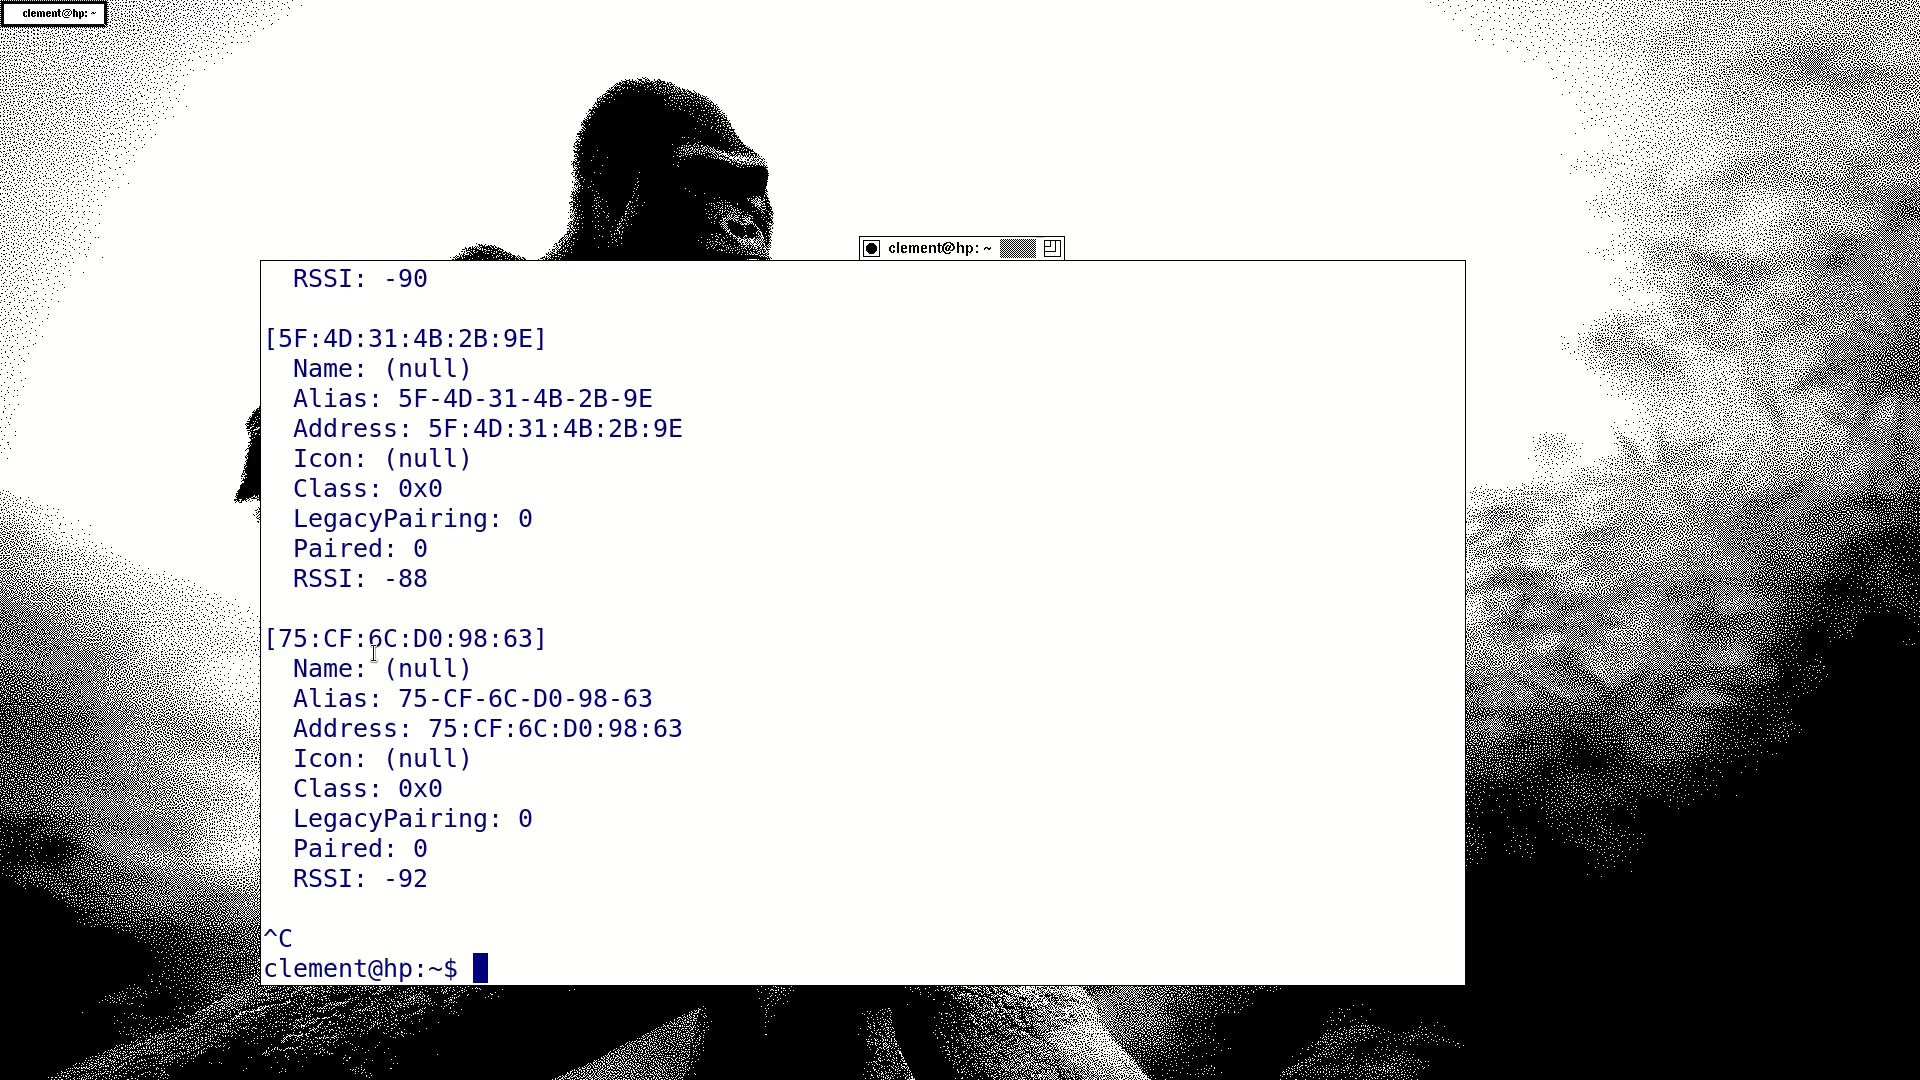 clement@hp: ~
clement@hp: ~
RSSI: -90
[5F:4D:31:4B:2B:9E]
Name: (null)
Alias: 5F-4D-31-4B-2B-9E
Address: 5F:4D:31:4B:2B:9E
Icon: (null)
Class: 0x0
LegacyPairing: 0
Paired: 0
RSSI: -88
[75:CF:6C:D0:98:63]
Name: (null)
Alias: 75-CF-6C-D0-98-63
Address: 75:CF:6C:D0:98:63
Icon: (null)
Class: 0x0
LegacyPairing: 0
Paired: 0
RSSI: -92
^C
clement@hp:~$